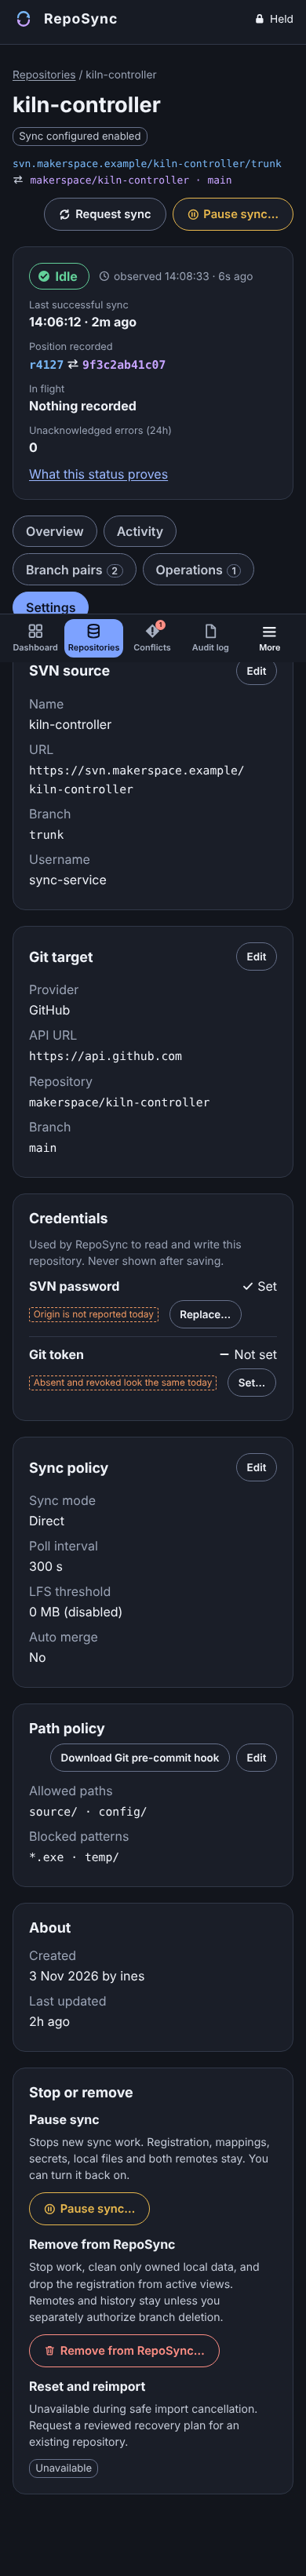 RepoSync
Held
Repositories / kiln-controller
kiln-controller
Sync configured enabled
svn.makerspace.example/kiln-controller/trunk
⇄ makerspace/kiln-controller · main
Request sync
Pause sync…
Idle
observed 14:08:33 · 6s ago
Last successful sync
14:06:12 · 2m ago
Position recorded
r4127 ⇄ 9f3c2ab41c07
In flight
Nothing recorded
Unacknowledged errors (24h)
0
What this status proves
Overview
Activity
Branch pairs 2
Operations 1
Settings
1
Dashboard
Repositories
Conflicts
Audit log
More
SVN source
Edit
Name
kiln-controller
URL
https://svn.makerspace.example/
kiln-controller
Branch
trunk
Username
sync-service
Git target
Edit
Provider
GitHub
API URL
https://api.github.com
Repository
makerspace/kiln-controller
Branch
main
Credentials
Used by RepoSync to read and write this
repository. Never shown after saving.
SVN password
Set
Origin is not reported today
Replace…
Git token
Not set
Absent and revoked look the same today
Set…
Sync policy
Edit
Sync mode
Direct
Poll interval
300 s
LFS threshold
0 MB (disabled)
Auto merge
No
Path policy
Download Git pre-commit hook
Edit
Allowed paths
source/ · config/
Blocked patterns
*.exe · temp/
About
Created
3 Nov 2026 by ines
Last updated
2h ago
Stop or remove
Pause sync
Stops new sync work. Registration, mappings,
secrets, local files and both remotes stay. You
can turn it back on.
Pause sync…
Remove from RepoSync
Stop work, clean only owned local data, and
drop the registration from active views.
Remotes and history stay unless you
separately authorize branch deletion.
Remove from RepoSync…
Reset and reimport
Unavailable during safe import cancellation.
Request a reviewed recovery plan for an
existing repository.
Unavailable